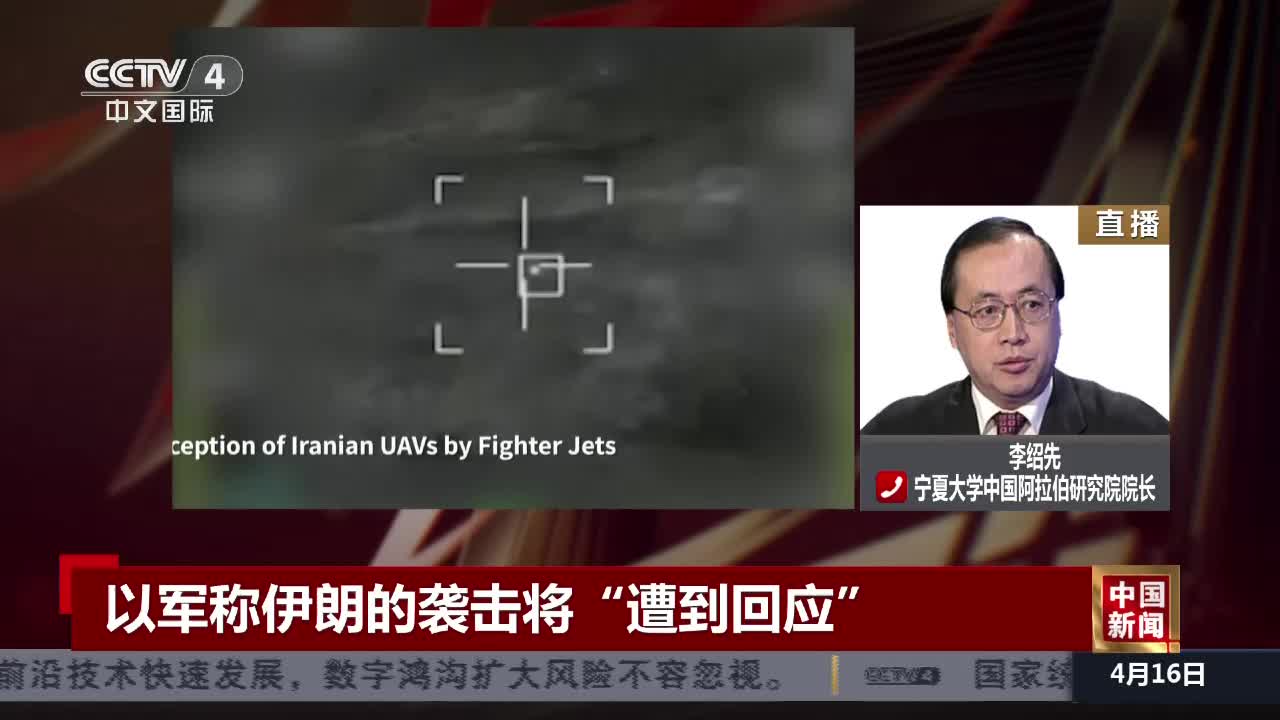 CCTV 4
中文国际
直播
ception of Iranian UAVs by Fighter Jets
李绍先
宁夏大学中国阿拉伯研究院院长
以军称伊朗的袭击将“遭到回应”
中国
新闻
前沿技术快速发展，数字鸿沟扩大风险不容忽视。 CCTV 4 国家
4月16日